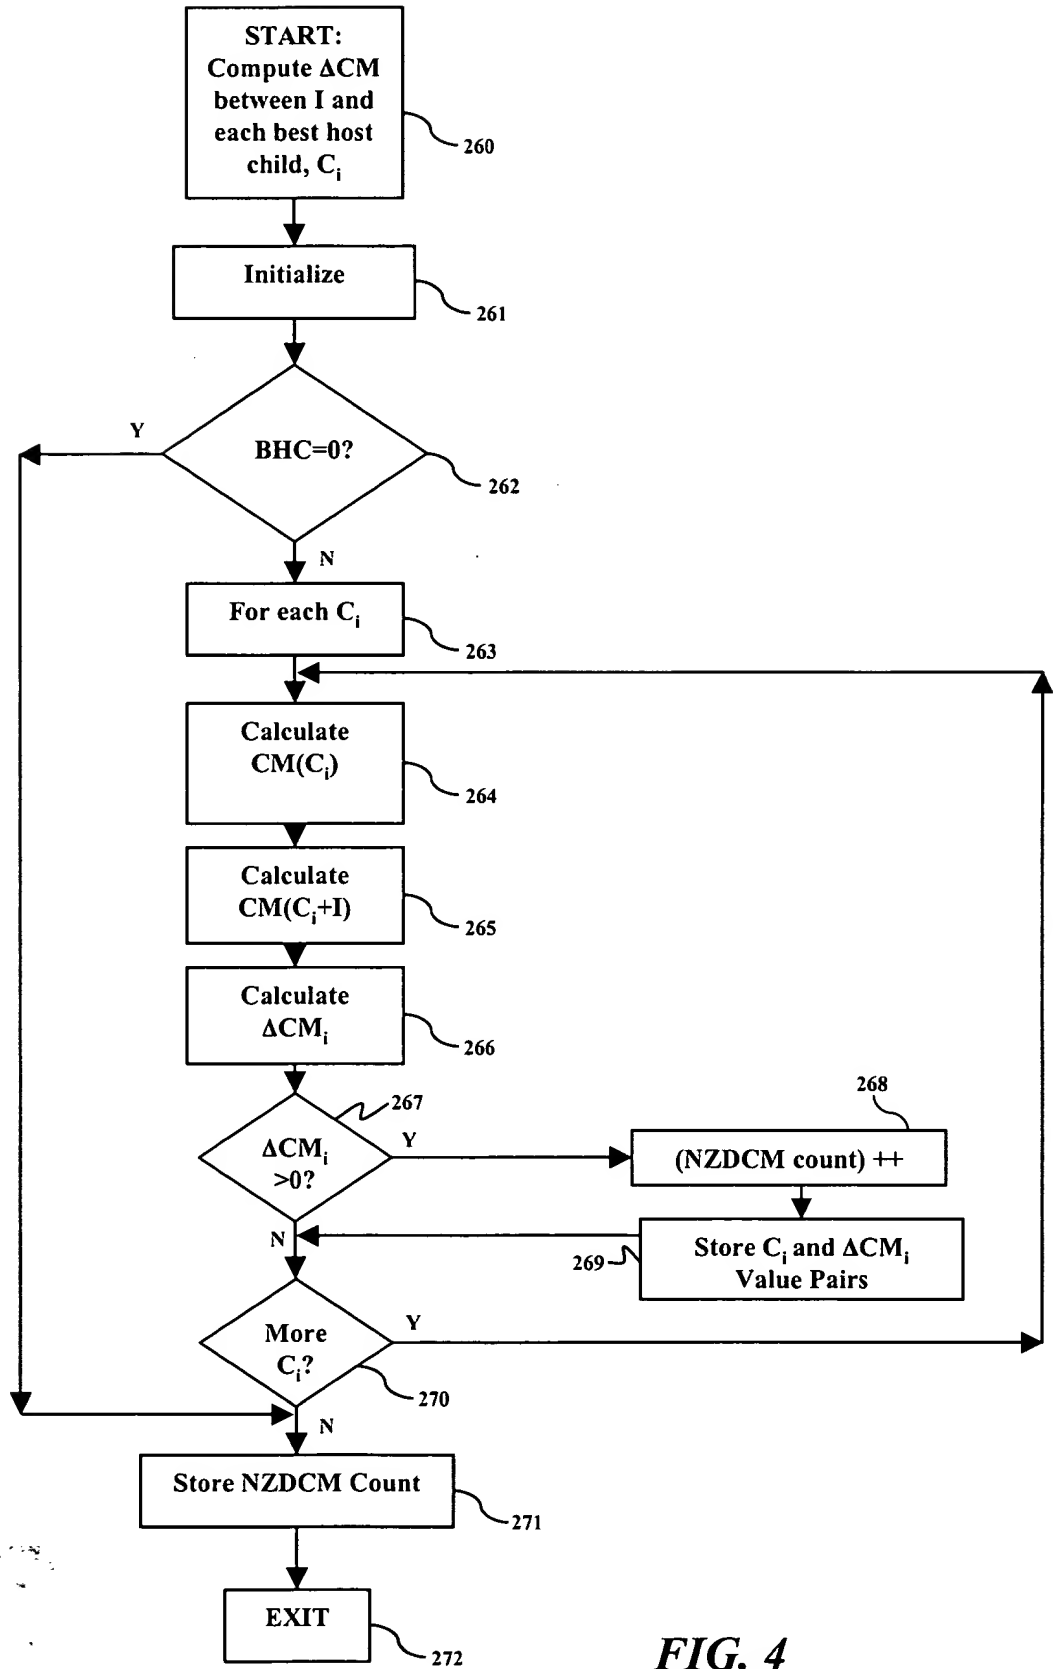 START:
Compute ΔCM
between I and
each best host
child, Ci
260
Initialize
261
Y
BHC=0?
262
N
For each Ci
263
Calculate
CM(Ci)
264
Calculate
CM(Ci+I)
265
Calculate
ΔCMi
266
267
ΔCMi
>0?
Y
268
(NZDCM count) ++
N
269
Store Ci and ΔCMi
Value Pairs
More
Ci?
Y
270
N
Store NZDCM Count
271
EXIT
272
FIG. 4